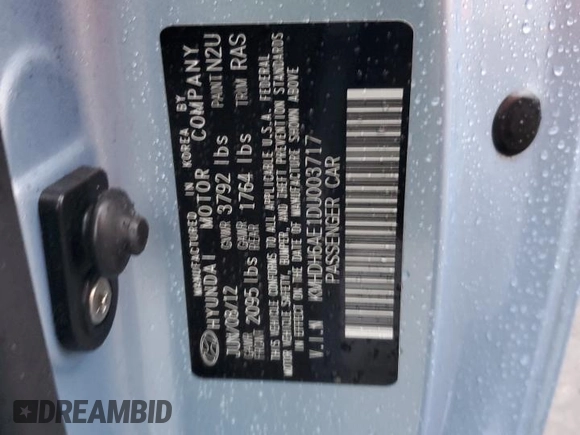 MANUFACTURED IN KOREA BY
HYUNDAI MOTOR COMPANY
JUN/08/12 GVWR 3792 lbs PAINT N2U
GAWR FRONT 2095 lbs GAWR REAR 1764 lbs TRIM RAS
THIS VEHICLE CONFORMS TO ALL APPLICABLE U.S.A. FEDERAL
MOTOR VEHICLE SAFETY, BUMPER, AND THEFT PREVENTION STANDARDS
IN EFFECT ON THE DATE OF MANUFACTURE SHOWN ABOVE
V.I.N KMHDH6AE1DU003717
PASSENGER CAR
DREAMBID